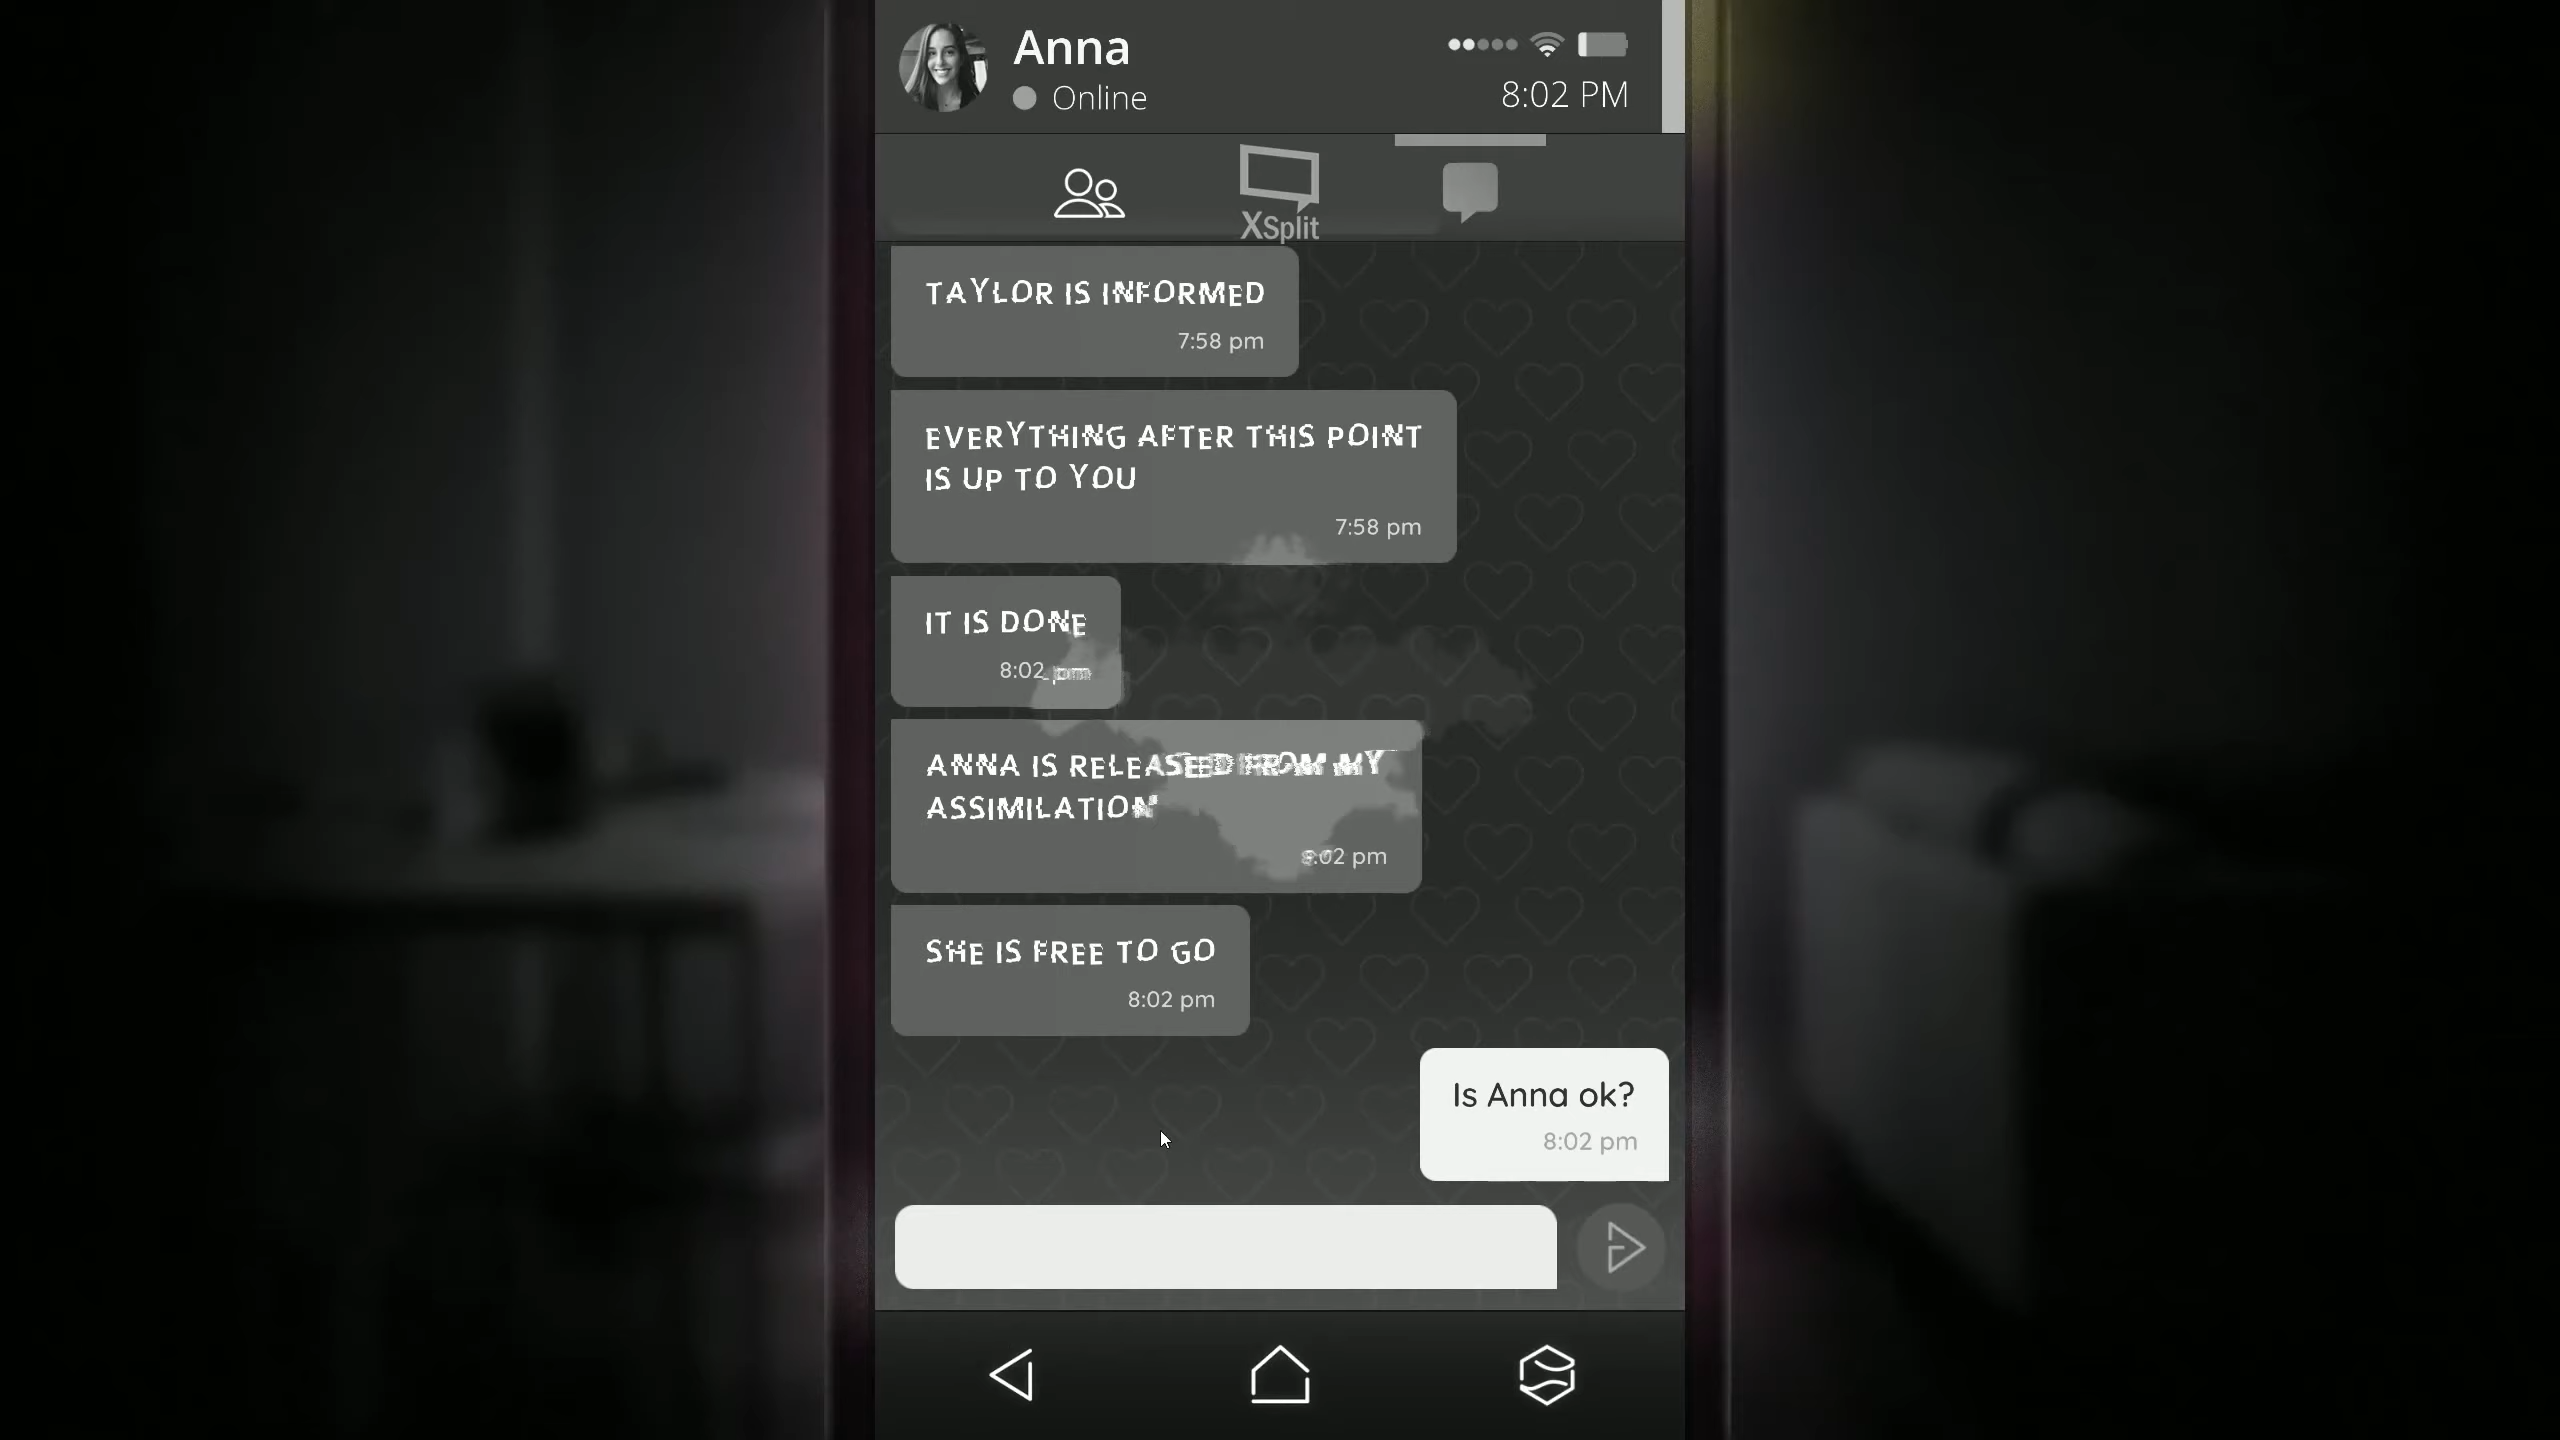 Anna
Online
8:02 PM
XSplit
TAYLOR IS INFORMED
7:58 pm
EVERYTHING AFTER THIS POINT
IS UP TO YOU
7:58 pm
IT IS DONE
8:02 pm
ANNA IS RELEASED FROM MY
ASSIMILATION
8:02 pm
SHE IS FREE TO GO
8:02 pm
Is Anna ok?
8:02 pm